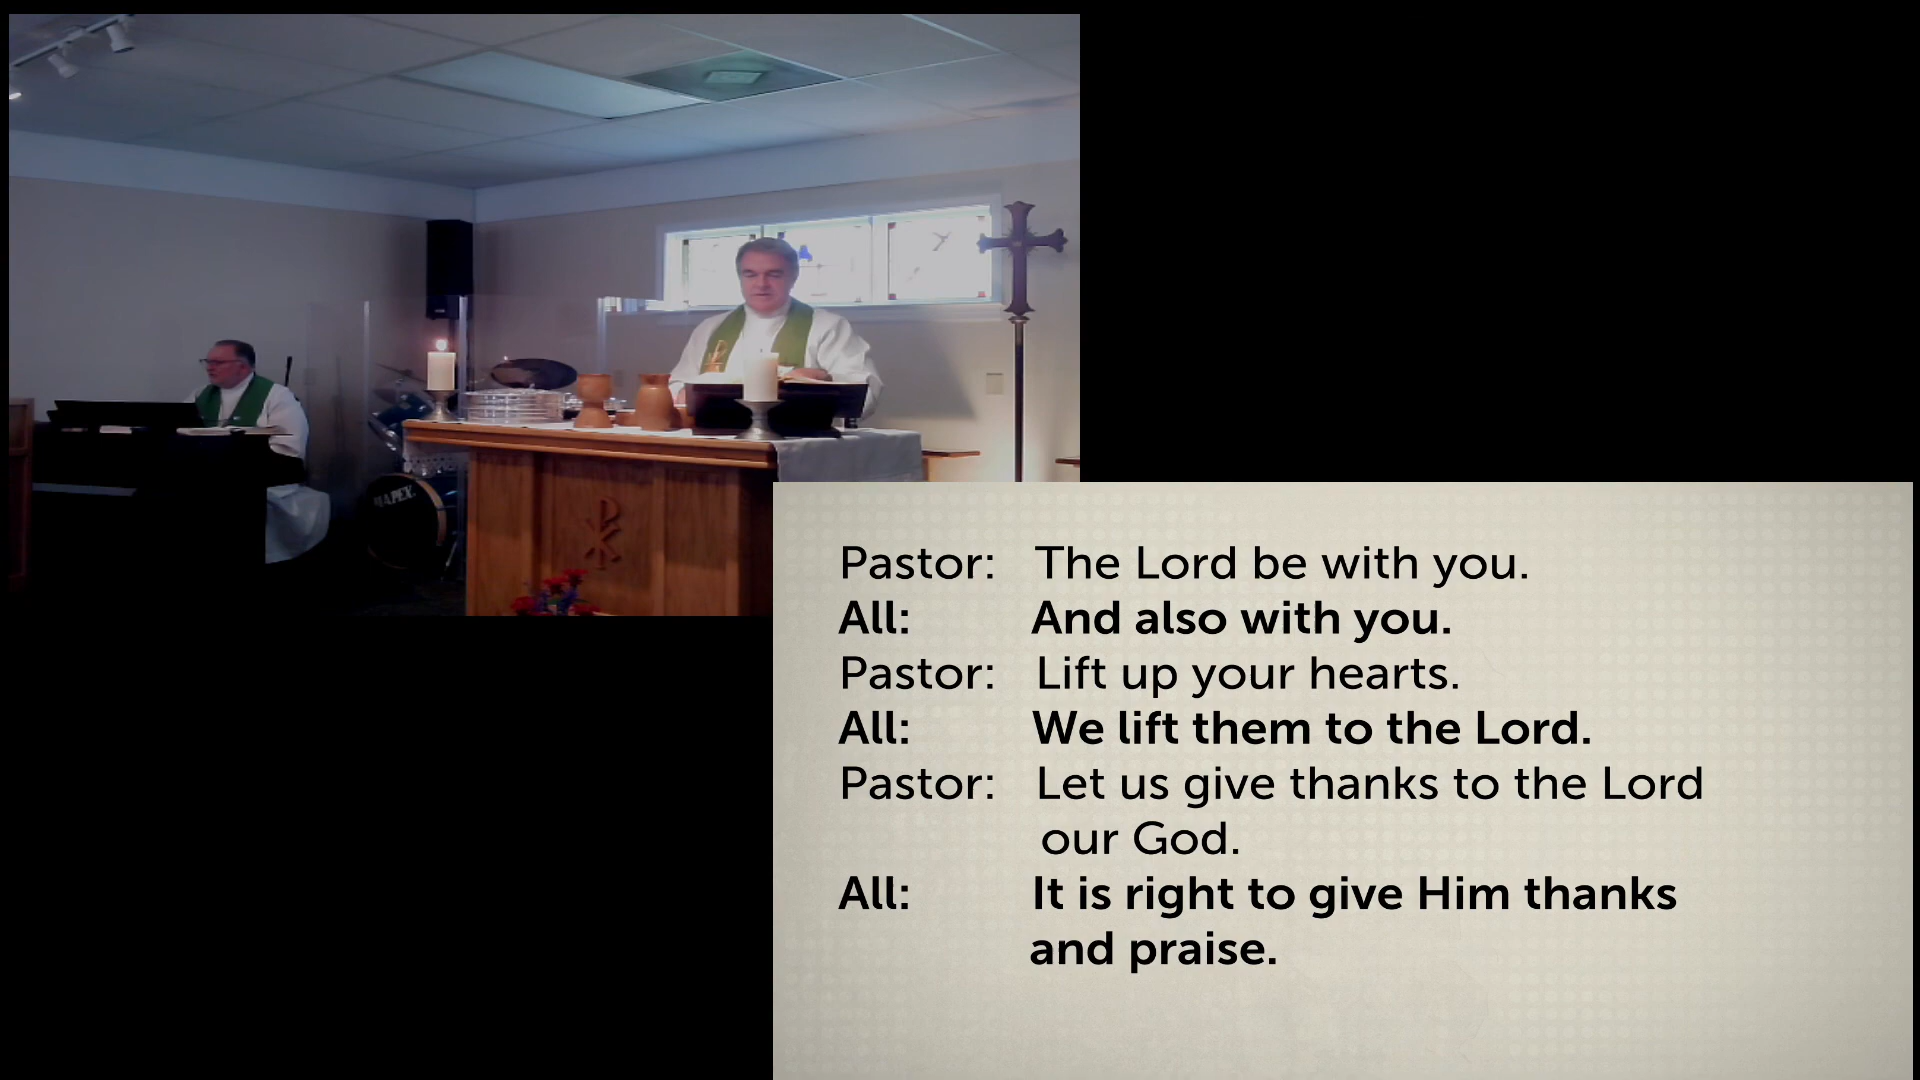 MAPEX
Pastor: The Lord be with you.
All: And also with you.
Pastor: Lift up your hearts.
All: We lift them to the Lord.
Pastor: Let us give thanks to the Lord
our God.
All: It is right to give Him thanks
and praise.